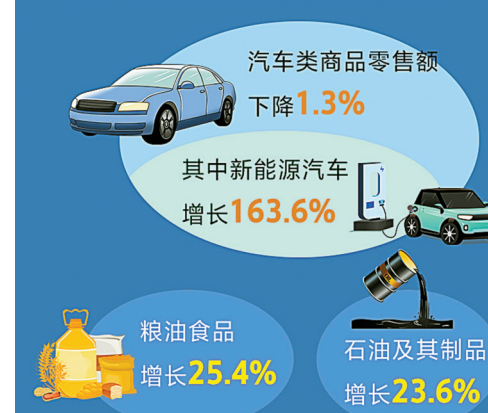 汽车类商品零售额
下降1.3%
其中新能源汽车
增长163.6%
粮油食品
增长25.4%
石油及其制品
增长23.6%